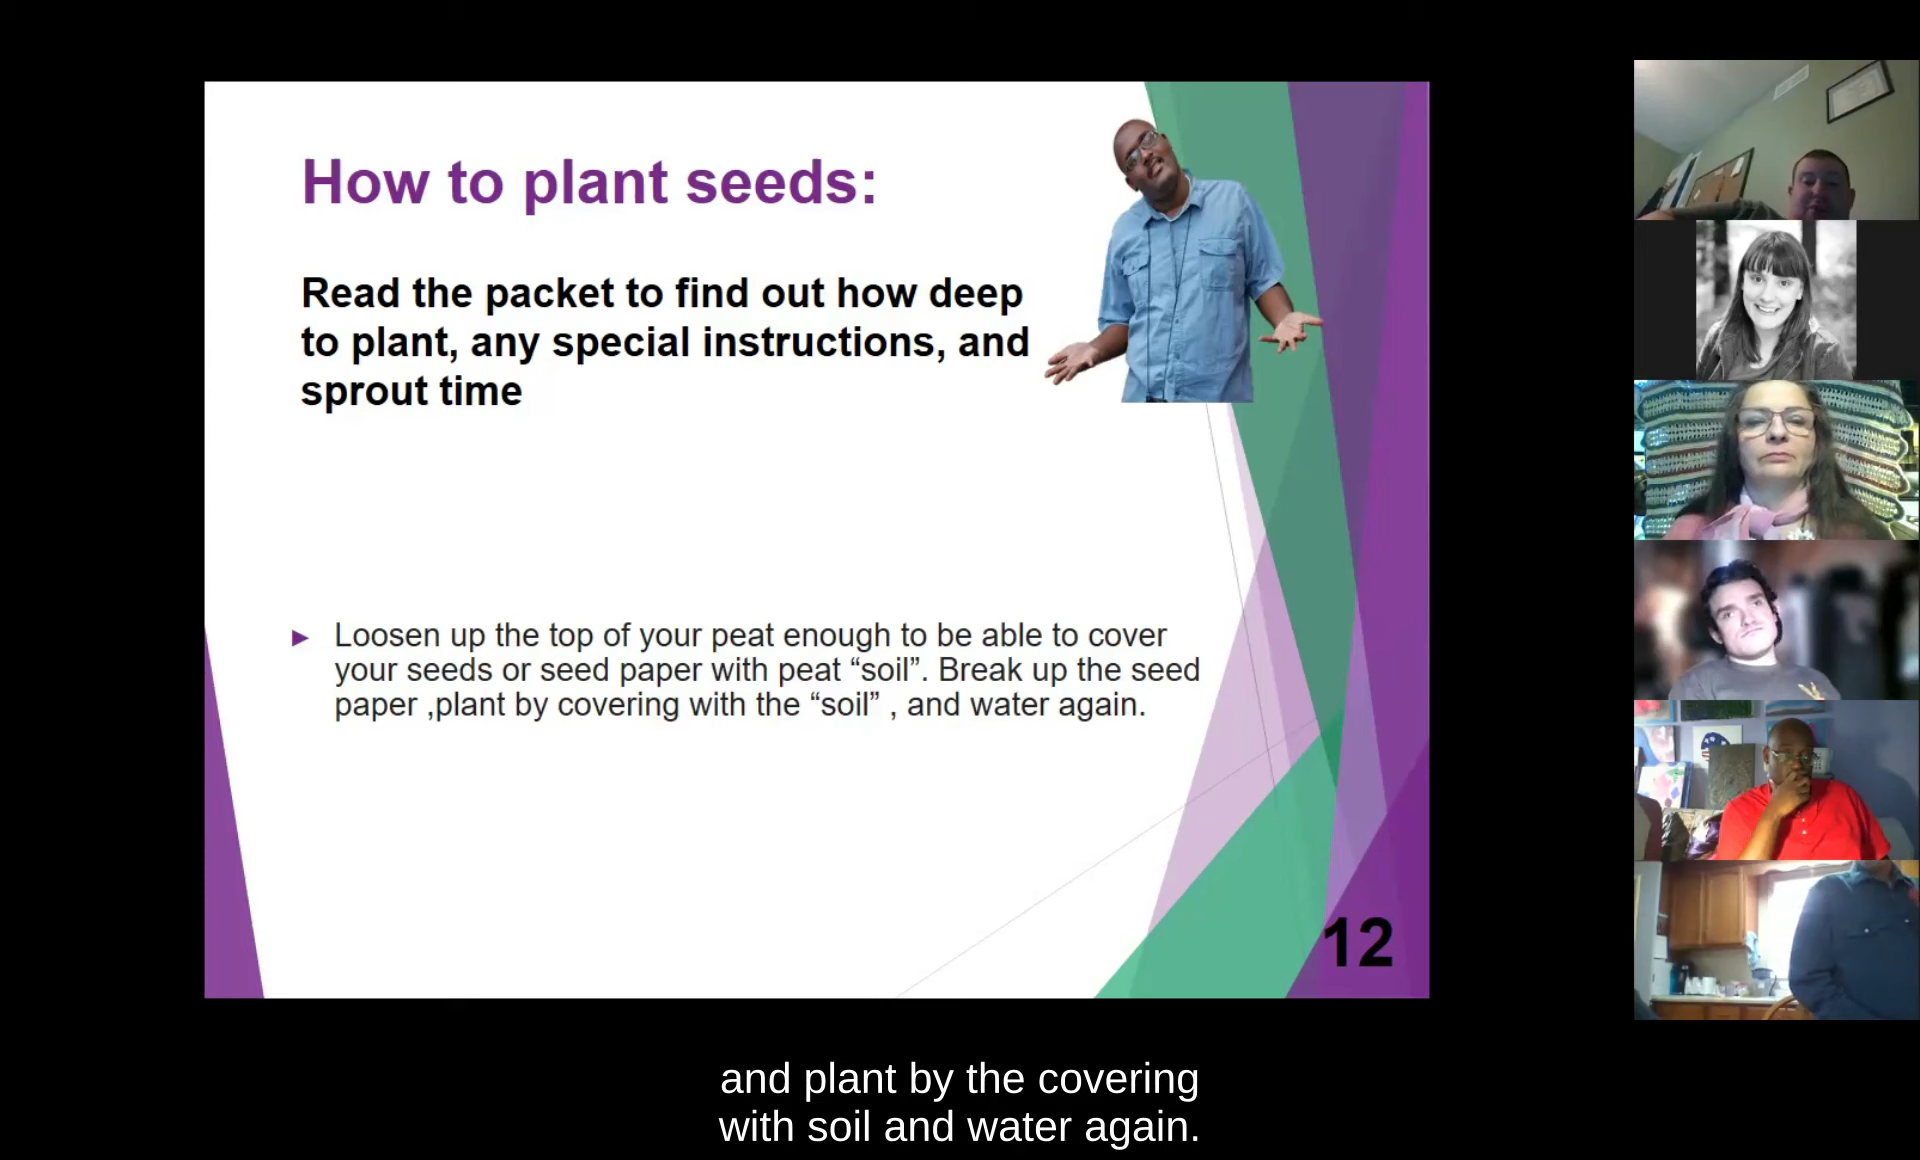 How to plant seeds:
Read the packet to find out how deep
to plant, any special instructions, and
sprout time
► Loosen up the top of your peat enough to be able to cover
your seeds or seed paper with peat “soil”. Break up the seed
paper ,plant by covering with the “soil” , and water again.
12
and plant by the covering
with soil and water again.